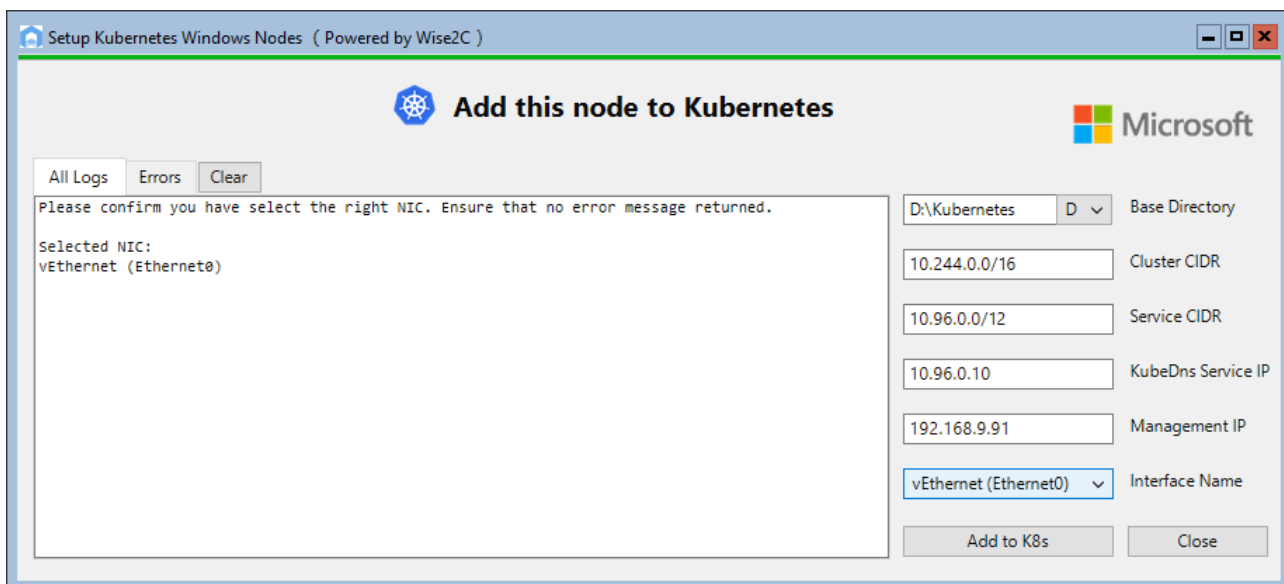 Setup Kubernetes Windows Nodes ( Powered by Wise2C )
Add this node to Kubernetes
Microsoft
All Logs Errors Clear
Please confirm you have select the right NIC. Ensure that no error message returned.
Selected NIC:
vEthernet (Ethernet0)
D:\Kubernetes D Base Directory
10.244.0.0/16 Cluster CIDR
10.96.0.0/12 Service CIDR
10.96.0.10 KubeDns Service IP
192.168.9.91 Management IP
vEthernet (Ethernet0) Interface Name
Add to K8s Close